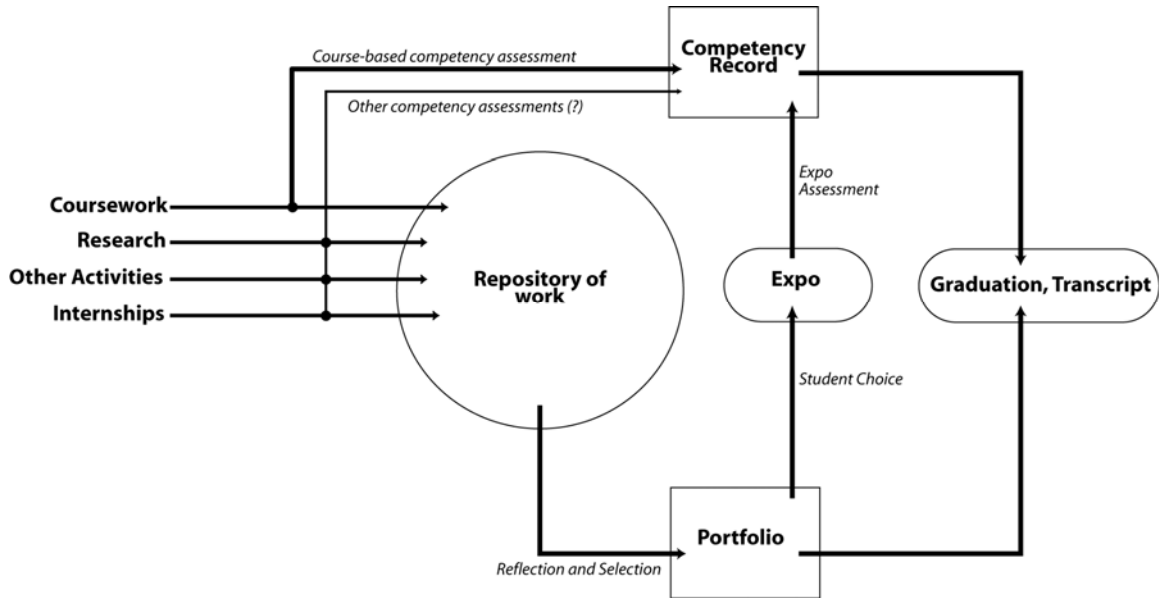 Course-based competency assessment
Competency
Record
Other competency assessments (?)
Expo
Assessment
Coursework
Research
Other Activities
Internships
Repository of
work
Expo
Graduation, Transcript
Student Choice
Portfolio
Reflection and Selection